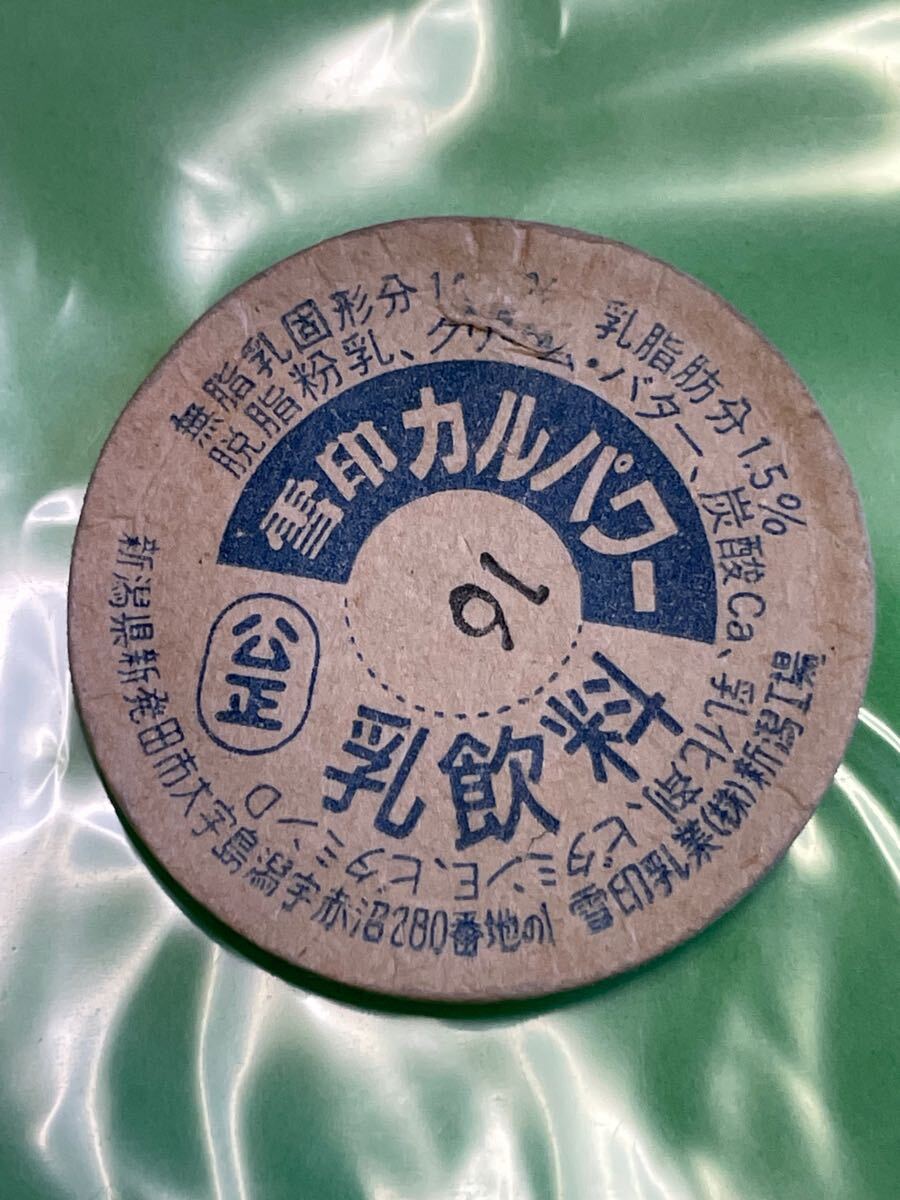 無脂乳固形分 乳脂肪分1.5%
脱脂粉乳、クリーム・バター、炭酸Ca、乳化剤、ビタミンE、ビタミンD
雪印カルパワー
16
公正
乳飲料
新潟県新発田市大字島潟字赤沼280番地の1 雪印乳業(株)新潟工場